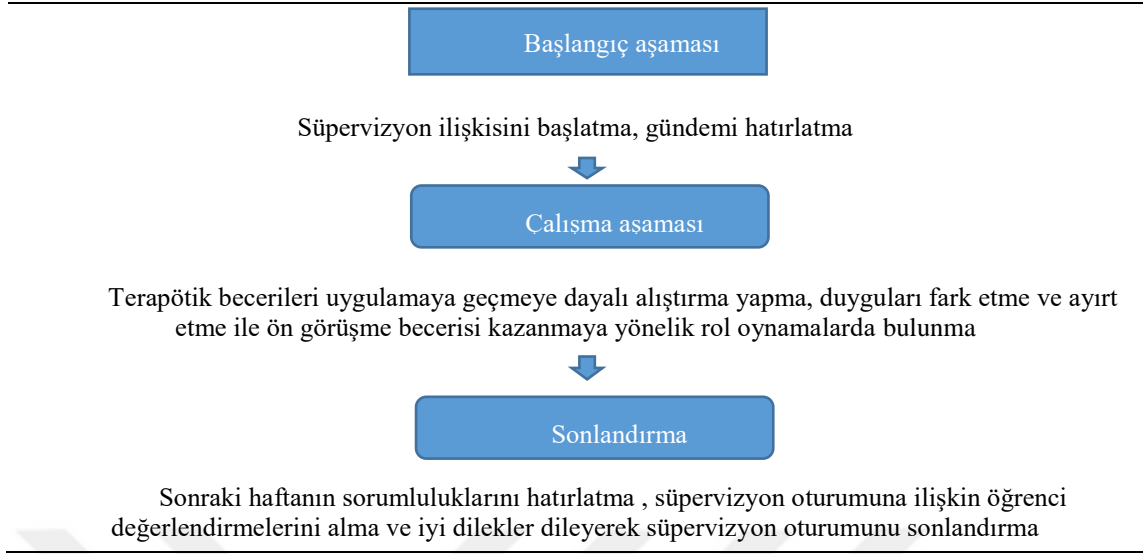 Başlangıç aşaması
Süpervizyon ilişkisini başlatma, gündemi hatırlatma
Çalışma aşaması
Terapötik becerileri uygulamaya geçmeye dayalı alıştırma yapma, duyguları fark etme ve ayırt
etme ile ön görüşme becerisi kazanmaya yönelik rol oynamalarda bulunma
Sonlandırma
Sonraki haftanın sorumluluklarını hatırlatma , süpervizyon oturumuna ilişkin öğrenci
değerlendirmelerini alma ve iyi dilekler dileyerek süpervizyon oturumunu sonlandırma